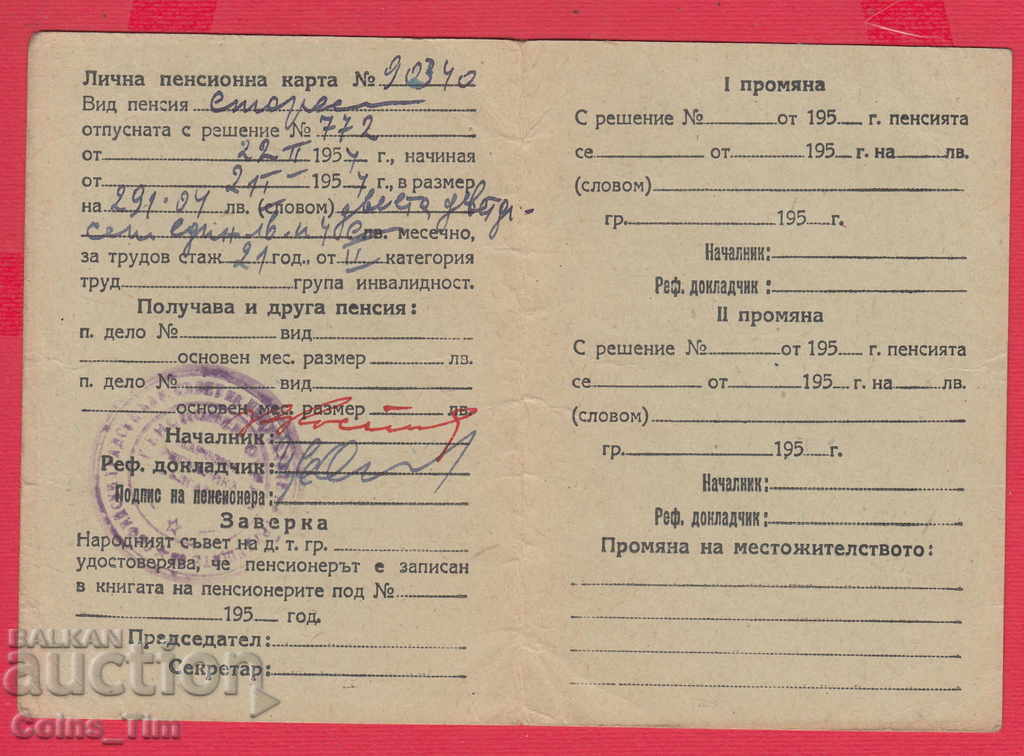 Лична пенсионна карта № 90340
Вид пенсия старост
отпусната с решение № 772
от 22 II 1957 г., начиная
от 2 II 1957 г., в размер
на 291.04 лв. (словом) двеста
един лв. и лв. месечно,
за трудов стаж 21 год., от II категория
труд група инвалидност.
Получава и друга пенсия:
п. дело № вид
основен мес. размер лв.
п. дело № вид
основен мес. размер лв.
Началник:
Реф. докладчик:
Подпис на пенсионера:
Заверка
Народният съвет на д. т. гр.
удостоверява, че пенсионерът е записан
в книгата на пенсионерите под №
195 год.
Председател:
Секретар:
I промяна
С решение № от 195 г. пенсията
се от 195 г. на лв.
(словом)
гр. 195 г.
Началник:
Реф. докладчик:
II промяна
С решение № от 195 г. пенсията
се от 195 г. на лв.
(словом)
гр. 195 г.
Началник:
Реф. докладчик:
Промяна на местожителството:
BALKAN
auction
Coins_Tim